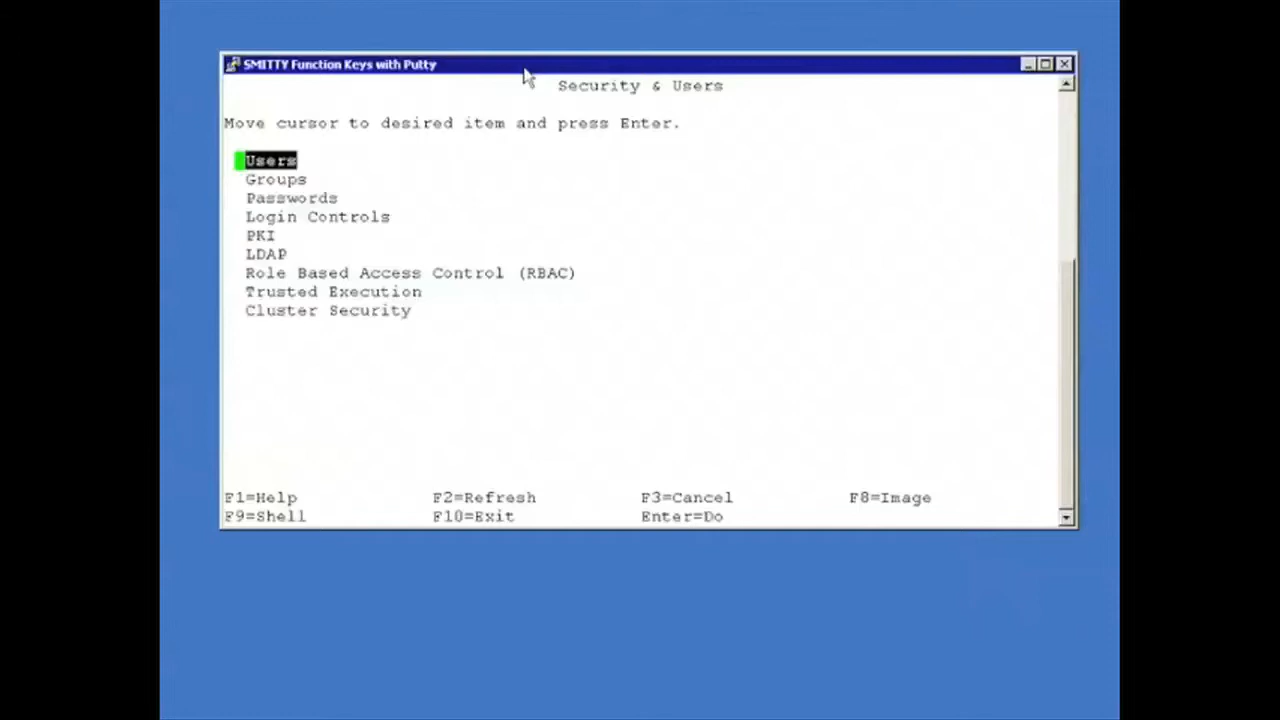 SMITTY Function Keys with Putty
Security & Users
Move cursor to desired item and press Enter.
Users
Groups
Passwords
Login Controls
PKI
LDAP
Role Based Access Control (RBAC)
Trusted Execution
Cluster Security
F1=Help F2=Refresh F3=Cancel F8=Image
F9=Shell F10=Exit Enter=Do